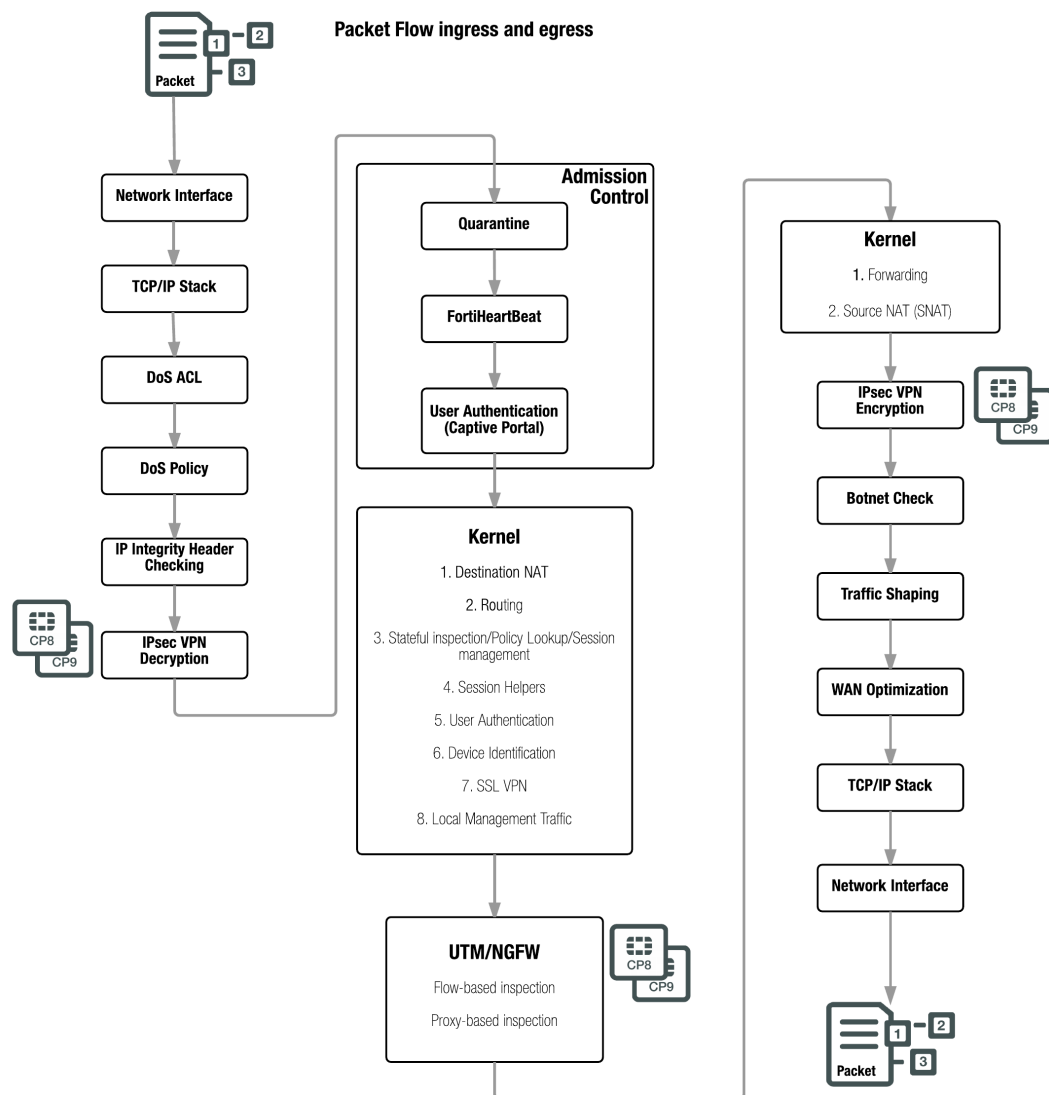 Packet Flow ingress and egress
1
2
3
Packet
Network Interface
TCP/IP Stack
DoS ACL
DoS Policy
IP Integrity Header
Checking
IPsec VPN
Decryption
CP8
CP9
Admission
Control
Quarantine
FortiHeartBeat
User Authentication
(Captive Portal)
Kernel
1. Destination NAT
2. Routing
3. Stateful inspection/Policy Lookup/Session
management
4. Session Helpers
5. User Authentication
6. Device Identification
7. SSL VPN
8. Local Management Traffic
UTM/NGFW
Flow-based inspection
Proxy-based inspection
CP8
CP9
Kernel
1. Forwarding
2. Source NAT (SNAT)
IPsec VPN
Encryption
CP8
CP9
Botnet Check
Traffic Shaping
WAN Optimization
TCP/IP Stack
Network Interface
1
2
3
Packet